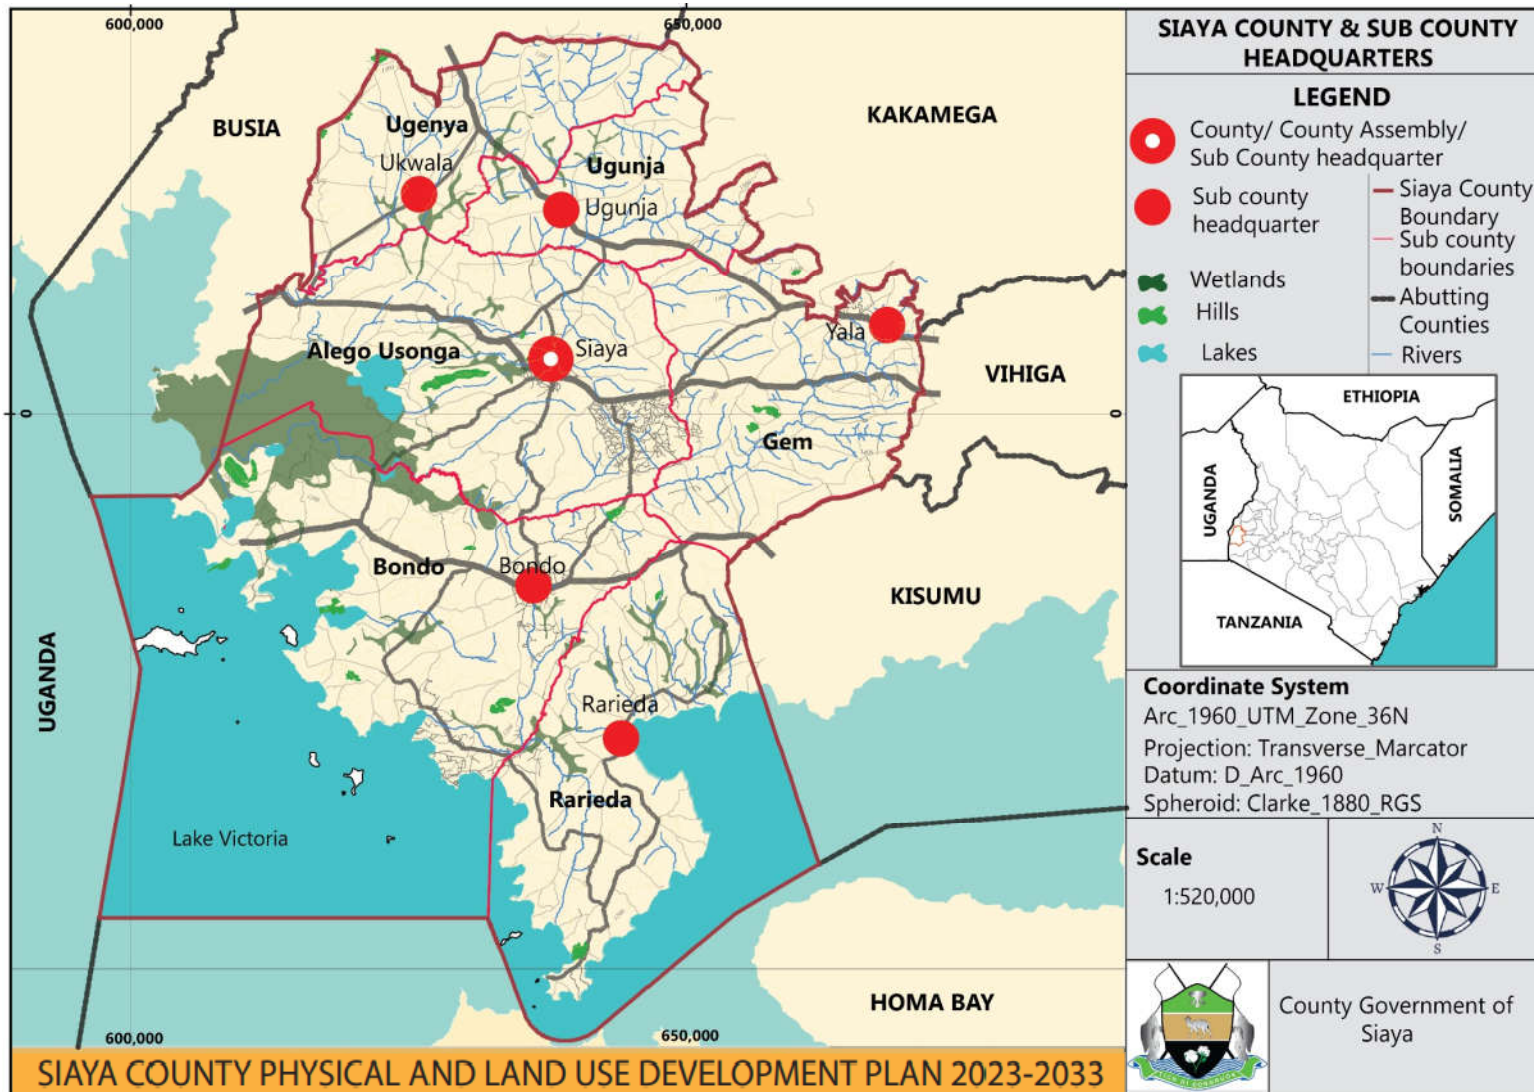 600,000
650,000
BUSIA
KAKAMEGA
Ugenya
Ukwala
Ugunja
Ugunja
Yala
Alego Usonga
Siaya
VIHIGA
0
0
Gem
Bondo
Bondo
KISUMU
UGANDA
Rarieda
Rarieda
Lake Victoria
HOMA BAY
600,000
650,000
SIAYA COUNTY PHYSICAL AND LAND USE DEVELOPMENT PLAN 2023-2033
SIAYA COUNTY & SUB COUNTY
HEADQUARTERS
LEGEND
County/ County Assembly/
Sub County headquarter
Sub county
headquarter
Wetlands
Hills
Lakes
Siaya County
Boundary
Sub county
boundaries
Abutting
Counties
Rivers
ETHIOPIA
UGANDA
SOMALIA
TANZANIA
Coordinate System
Arc_1960_UTM_Zone_36N
Projection: Transverse_Marcator
Datum: D_Arc_1960
Spheroid: Clarke_1880_RGS
Scale
1:520,000
N
W
E
S
County Government of
Siaya